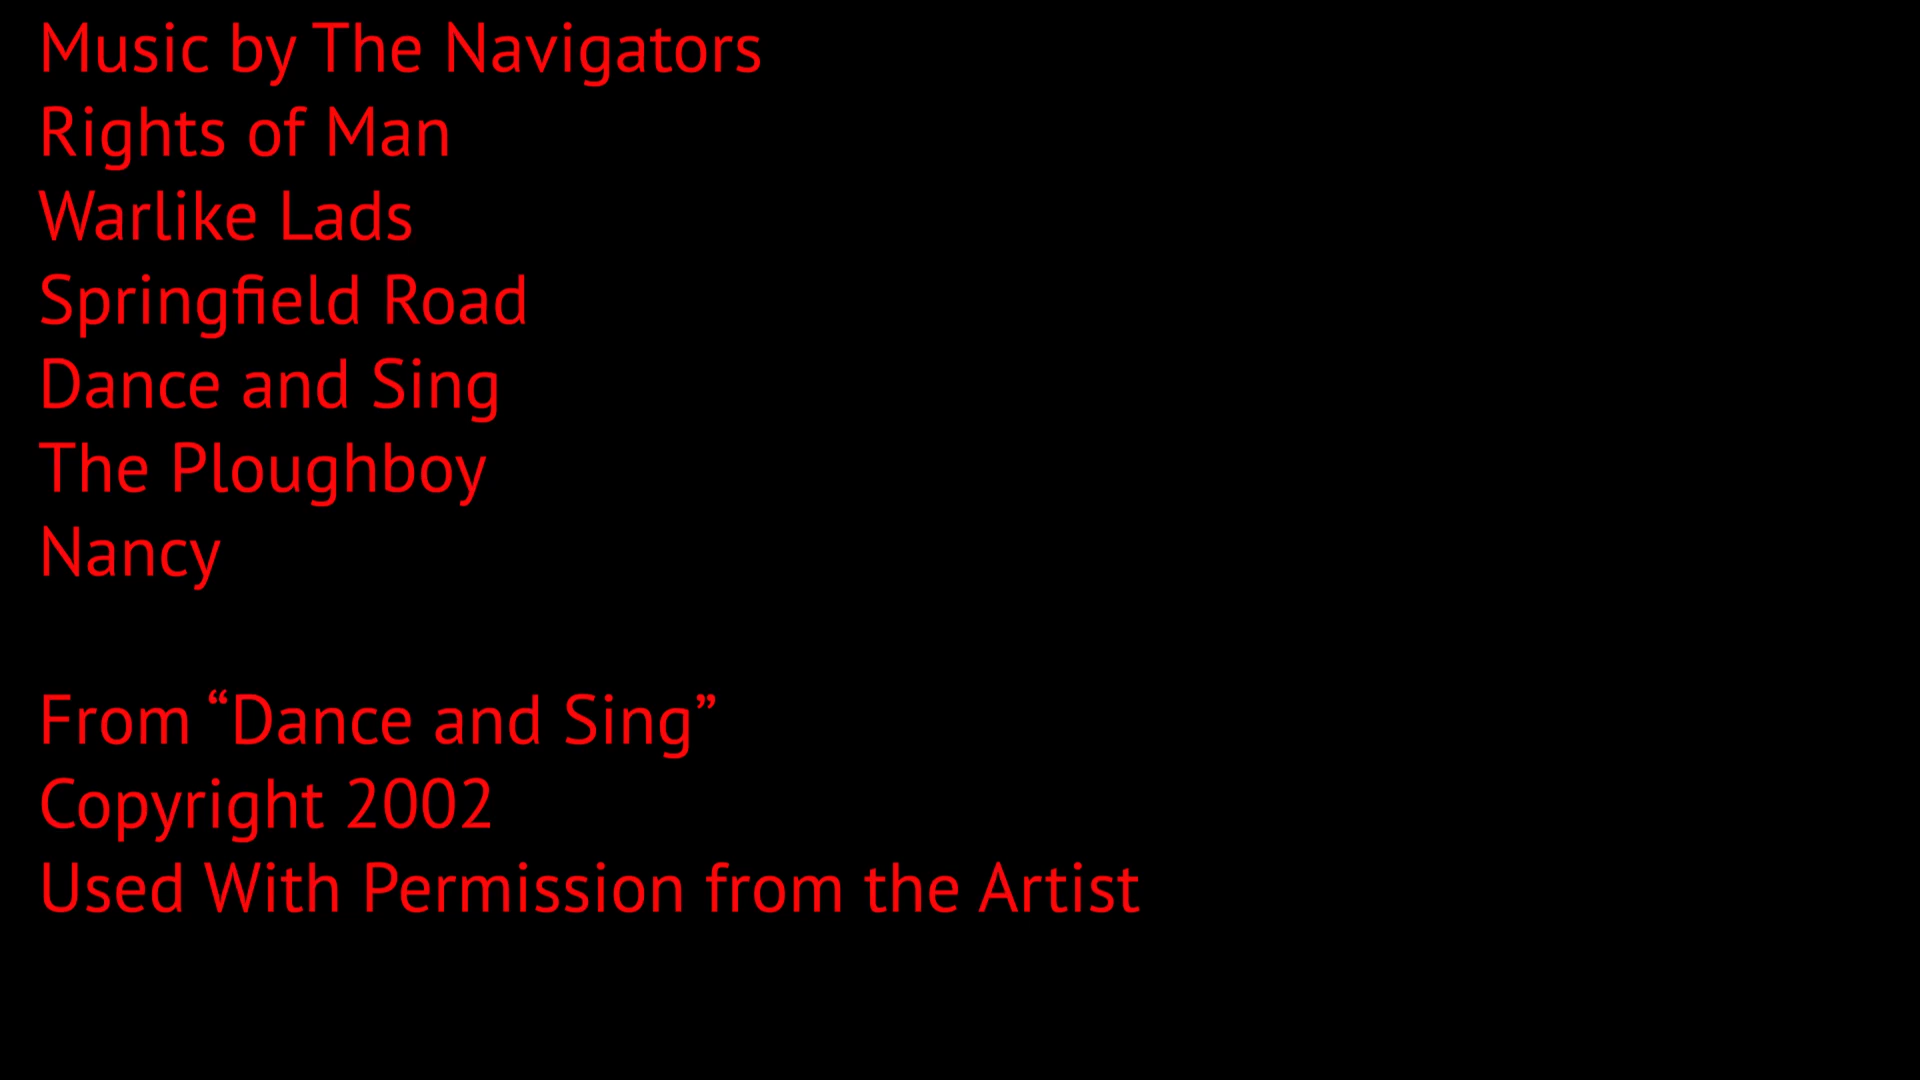 Music by The Navigators
Rights of Man
Warlike Lads
Springfield Road
Dance and Sing
The Ploughboy
Nancy
From “Dance and Sing”
Copyright 2002
Used With Permission from the Artist